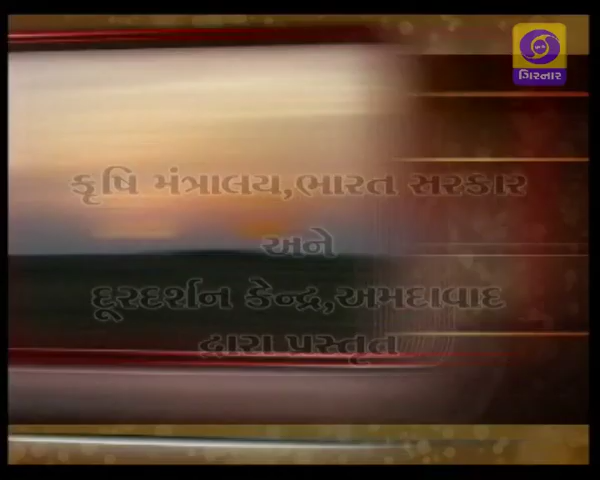 ગિરનાર
કૃષિ મંત્રાલય,ભારત સરકાર
અને
દૂરદર્શન કેન્દ્ર,અમદાવાદ
દ્વારા પ્રસ્તૃત